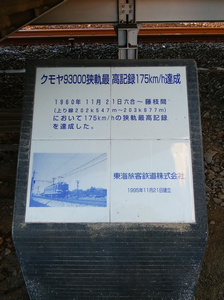 クモヤ93000狭軌最高記録175km/h達成
1960年11月21日六合～藤枝間
(上り線202k547m～203k877m)
において175km/hの狭軌最高記録
を達成した。
東海旅客鉄道株式会社
1995年11月21日建立